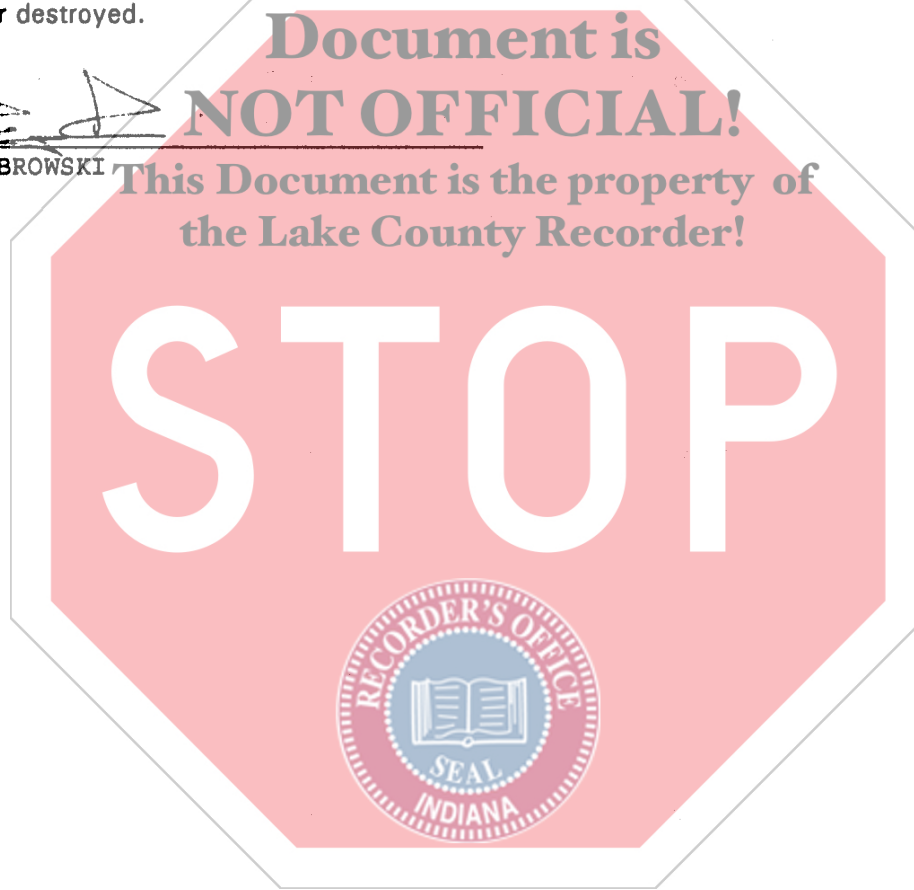 r destroyed.
Document is
NOT OFFICIAL!
BROWSKI
This Document is the property of
the Lake County Recorder!
STOP
RECORDER'S OFFICE
SEAL
INDIANA